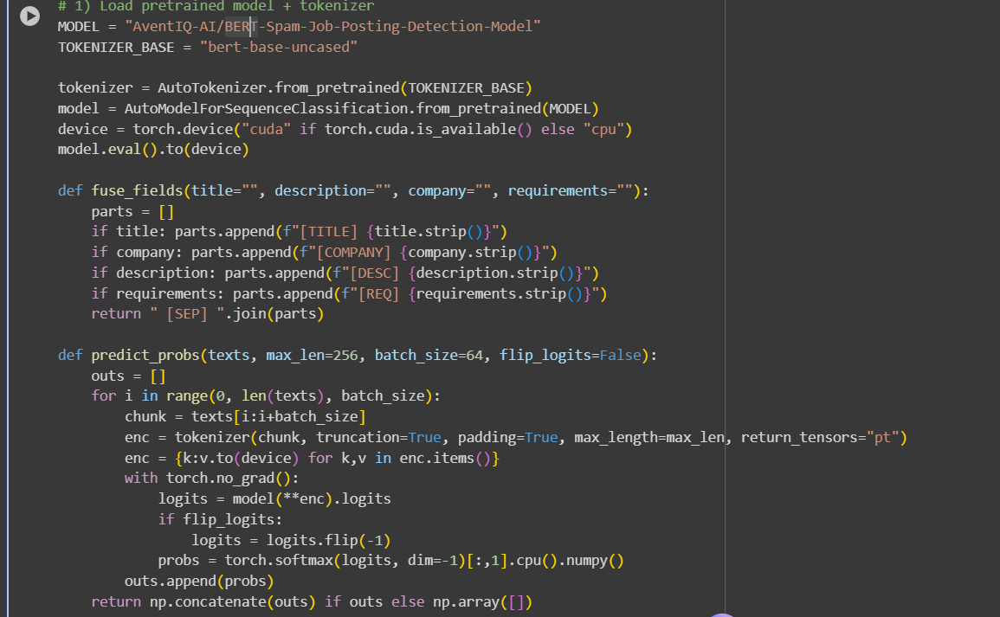 # 1) Load pretrained model + tokenizer
MODEL = "AventIQ-AI/BERT-Spam-Job-Posting-Detection-Model"
TOKENIZER_BASE = "bert-base-uncased"

tokenizer = AutoTokenizer.from_pretrained(TOKENIZER_BASE)
model = AutoModelForSequenceClassification.from_pretrained(MODEL)
device = torch.device("cuda" if torch.cuda.is_available() else "cpu")
model.eval().to(device)

def fuse_fields(title="", description="", company="", requirements=""):
    parts = []
    if title: parts.append(f"[TITLE] {title.strip()}")
    if company: parts.append(f"[COMPANY] {company.strip()}")
    if description: parts.append(f"[DESC] {description.strip()}")
    if requirements: parts.append(f"[REQ] {requirements.strip()}")
    return " [SEP] ".join(parts)

def predict_probs(texts, max_len=256, batch_size=64, flip_logits=False):
    outs = []
    for i in range(0, len(texts), batch_size):
        chunk = texts[i:i+batch_size]
        enc = tokenizer(chunk, truncation=True, padding=True, max_length=max_len, return_tensors="pt")
        enc = {k:v.to(device) for k,v in enc.items()}
        with torch.no_grad():
            logits = model(**enc).logits
            if flip_logits:
                logits = logits.flip(-1)
            probs = torch.softmax(logits, dim=-1)[:,1].cpu().numpy()
        outs.append(probs)
    return np.concatenate(outs) if outs else np.array([])